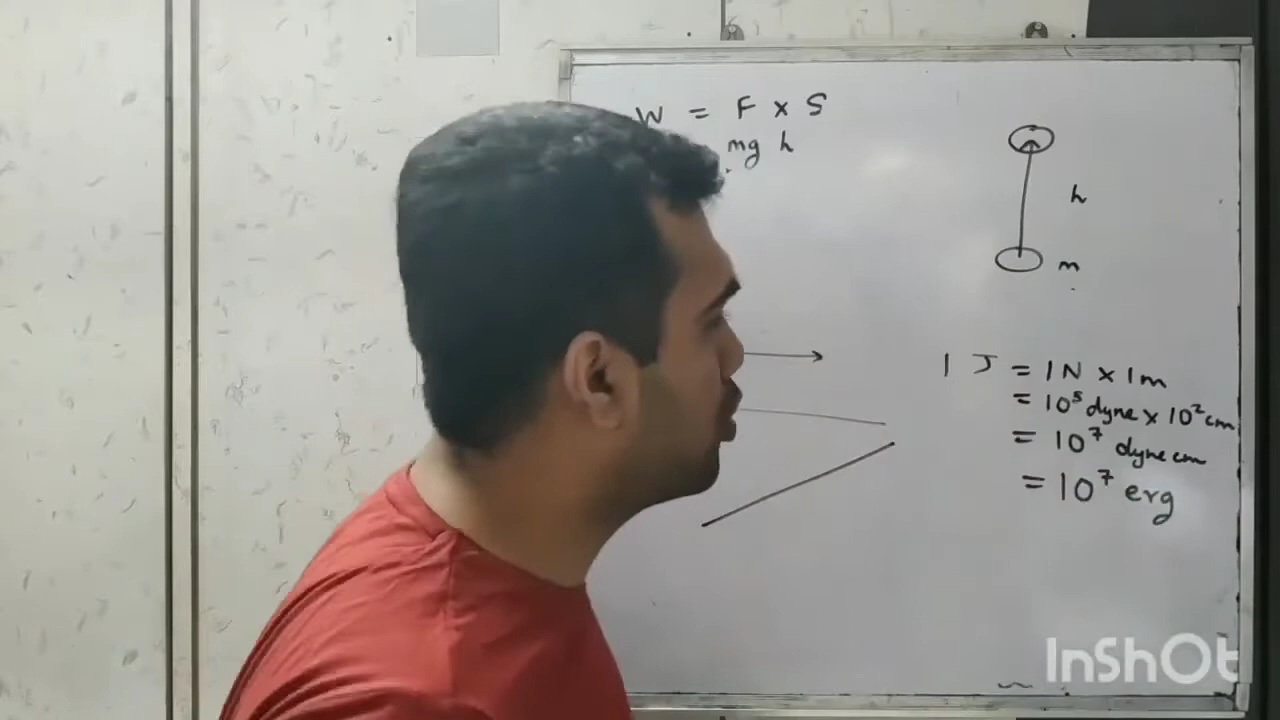 W = F × S
mg h
h
m
1 J = 1N × 1m
= 10⁵ dyne × 10² cm
= 10⁷ dyne cm
= 10⁷ erg
InShOt